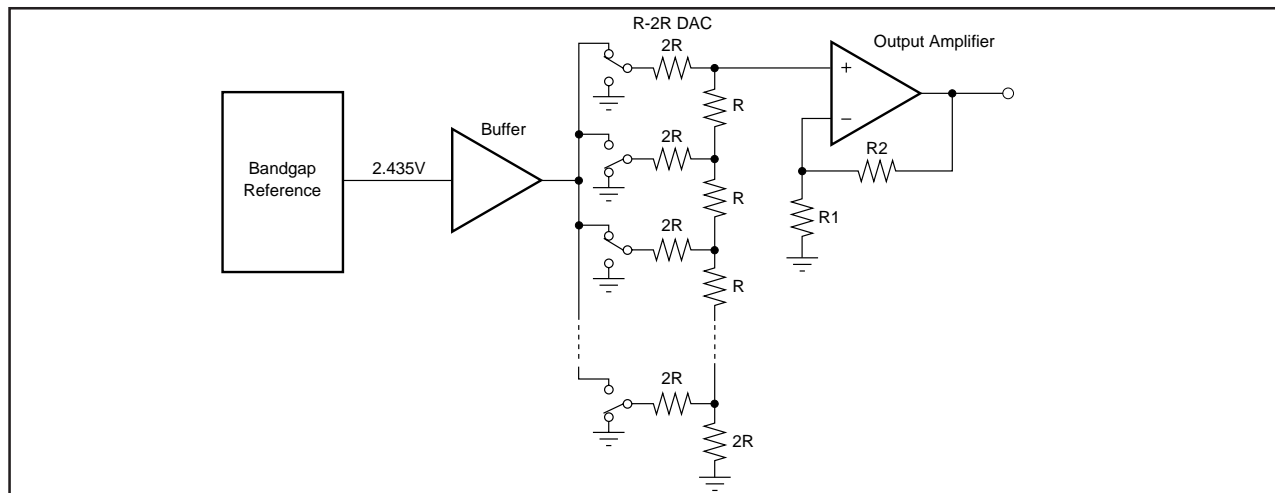 R-2R DAC
2R
Output Amplifier
+
R
−
Buffer
2R
R2
Bandgap
Reference
2.435V
R
R1
2R
R
2R
2R